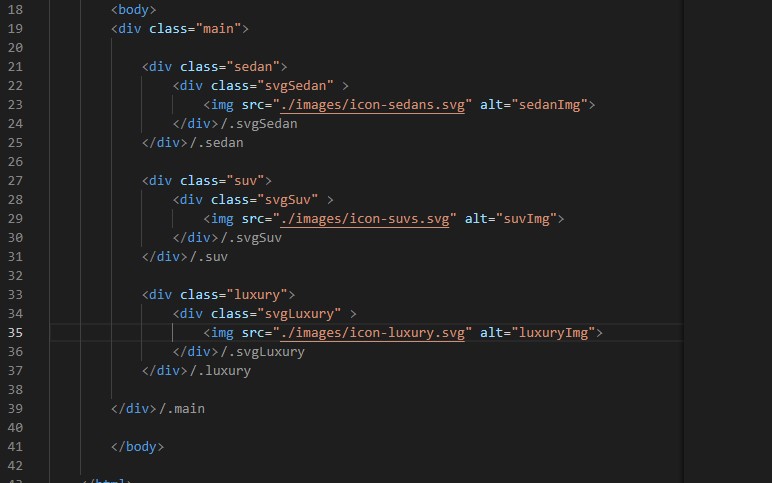 18 <body>
19 <div class="main">
20
21 <div class="sedan">
22 <div class="svgSedan" >
23 <img src="./images/icon-sedans.svg" alt="sedanImg">
24 </div>/.svgSedan
25 </div>/.sedan
26
27 <div class="suv">
28 <div class="svgSuv" >
29 <img src="./images/icon-suvs.svg" alt="suvImg">
30 </div>/.svgSuv
31 </div>/.suv
32
33 <div class="luxury">
34 <div class="svgLuxury" >
35 <img src="./images/icon-luxury.svg" alt="luxuryImg">
36 </div>/.svgLuxury
37 </div>/.luxury
38
39 </div>/.main
40
41 </body>
42
43 </html>